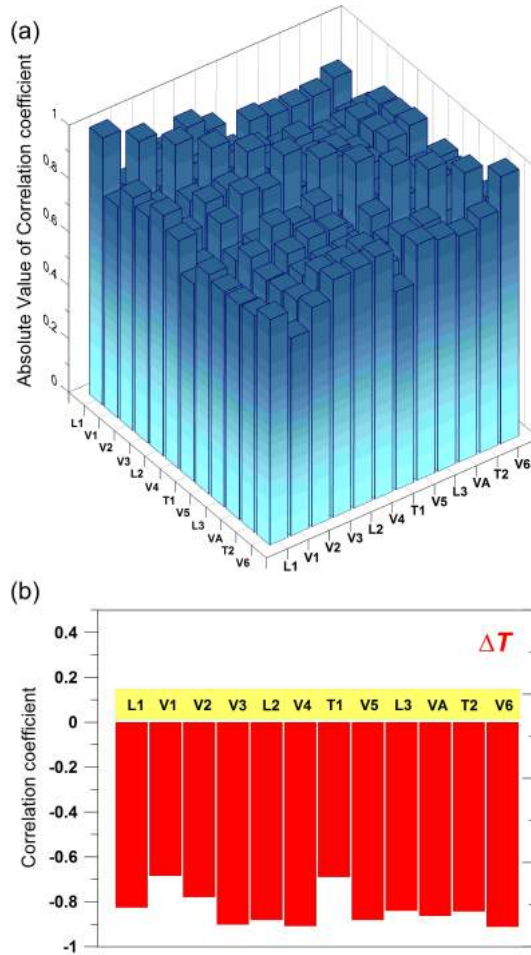 (a)
Absolute Value of Correlation coefficient
1
0.8
0.6
0.4
0.2
0
L1
V1
V2
V3
L2
V4
T1
V5
L3
VA
T2
V6
L1
V1
V2
V3
L2
V4
T1
V5
L3
VA
T2
V6
(b)
Correlation coefficient
0.4
0.2
0
-0.2
-0.4
-0.6
-0.8
-1
ΔT
L1 V1 V2 V3 L2 V4 T1 V5 L3 VA T2 V6